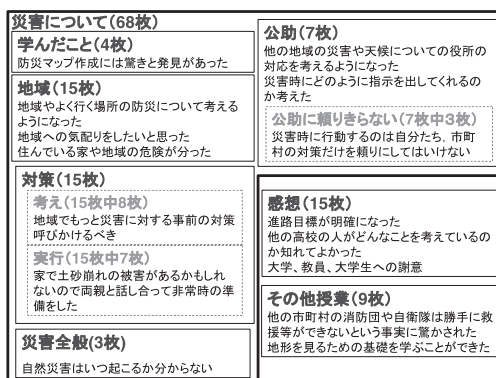 災害について(68枚)
学んだこと(4枚)
防災マップ作成には驚きと発見があった
地域(15枚)
地域やよく行く場所の防災について考える
ようになった
地域への気配りをしたいと思った
住んでいる家や地域の危険が分った
対策(15枚)
考え(15枚中8枚)
地域でもっと災害に対する事前の対策
呼びかけるべき
実行(15枚中7枚)
家で土砂崩れの被害があるかもしれ
ないので両親と話し合って非常時の準
備をした
災害全般(3枚)
自然災害はいつ起こるか分からない
公助(7枚)
他の地域の災害や天候についての役所の
対応を考えるようになった
災害時にどのように指示を出してくれるの
か考えた
公助に頼りきらない(7枚中3枚)
災害時に行動するのは自分たち，市町
村の対策だけを頼りにしてはいけない
感想(15枚)
進路目標が明確になった
他の高校の人がどんなことを考えているの
か知れてよかった
大学、教員、大学生への謝意
その他授業(9枚)
他の市町村の消防団や自衛隊は勝手に救
援等ができないという事実に驚かされた
地形を見るための基礎を学ぶことができた